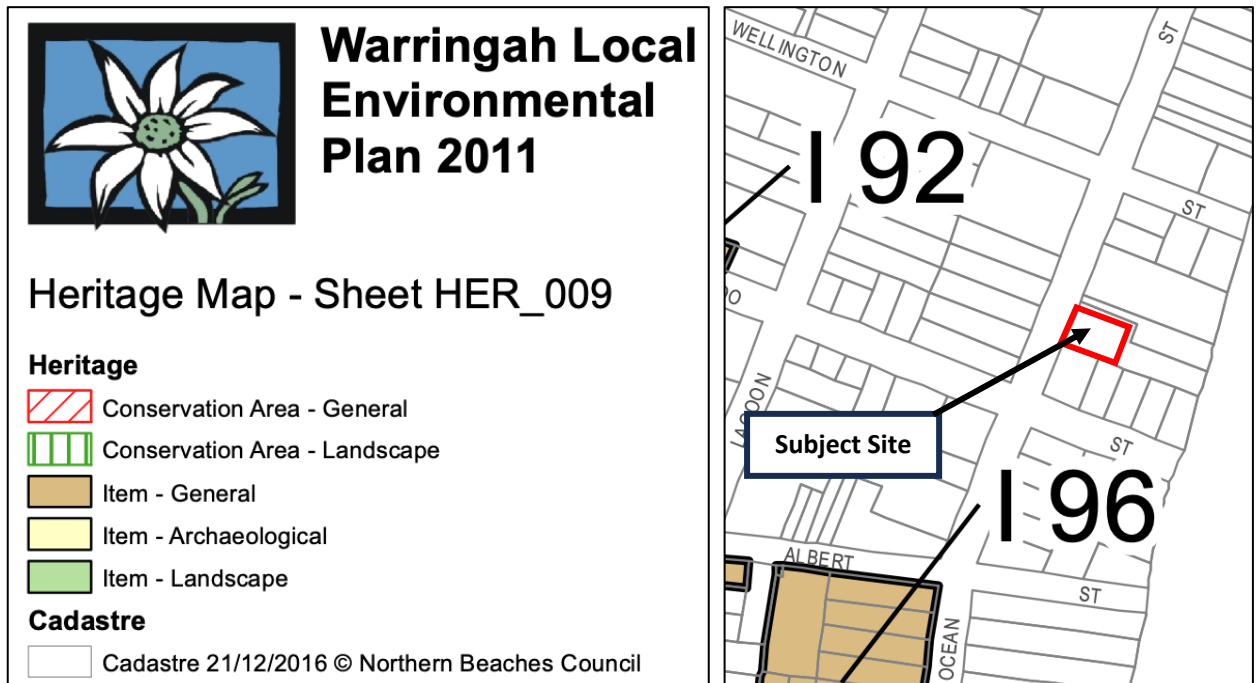 Warringah Local
Environmental
Plan 2011
Heritage Map - Sheet HER_009
Heritage
Conservation Area - General
Conservation Area - Landscape
Item - General
Item - Archaeological
Item - Landscape
Cadastre
Cadastre 21/12/2016 © Northern Beaches Council
WELLINGTON
ST
I 92
ST
LAGOON
Subject Site
ST
I 96
ALBERT
ST
OCEAN